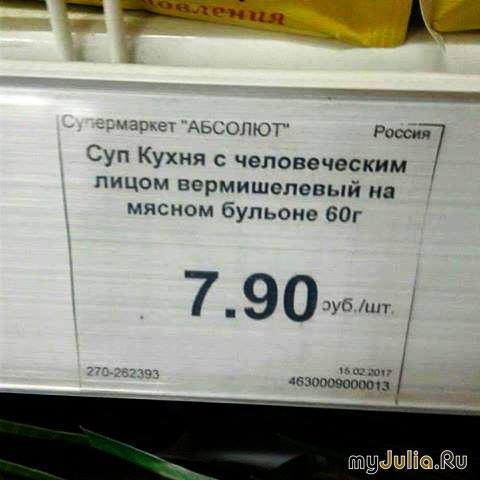 овления
Супермаркет "АБСОЛЮТ" Россия
Суп Кухня с человеческим
лицом вермишелевый на
мясном бульоне 60г
7.90 руб./шт.
270-262393 15.02.2017
4630009000013
myJulia.Ru